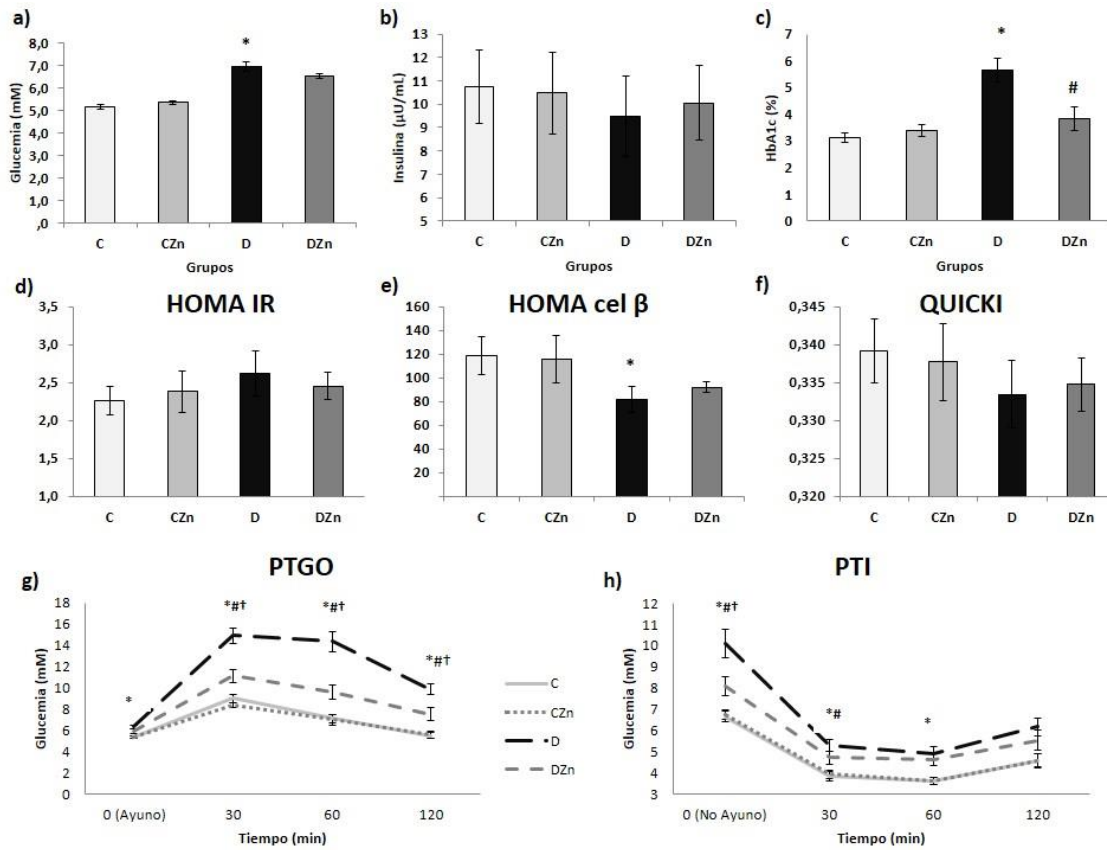 a)
*
Glucemia (mM)
8,0
7,0
6,0
5,0
4,0
3,0
2,0
1,0
,0
C CZn D DZn
Grupos
b)
Insulina (µU/mL)
13
12
11
10
9
8
7
6
5
C CZn D DZn
Grupos
c)
*
#
HbA1c (%)
7
6
5
4
3
2
1
0
C CZn D DZn
Grupos
d)
HOMA IR
3,5
3,0
2,5
2,0
1,5
1,0
C CZn D DZn
e)
HOMA cel β
*
160
140
120
100
80
60
40
20
C CZn D DZn
f)
QUICKI
0,345
0,340
0,335
0,330
0,325
0,320
C CZn D DZn
g)
PTGO
*
*#†
*#†
*#†
Glucemia (mM)
18
16
14
12
10
8
6
4
2
0
0 (Ayuno) 30 60 120
Tiempo (min)
C
CZn
D
DZn
h)
PTI
*#†
*#
*
Glucemia (mM)
12
11
10
9
8
7
6
5
4
3
0 (No Ayuno) 30 60 120
Tiempo (min)